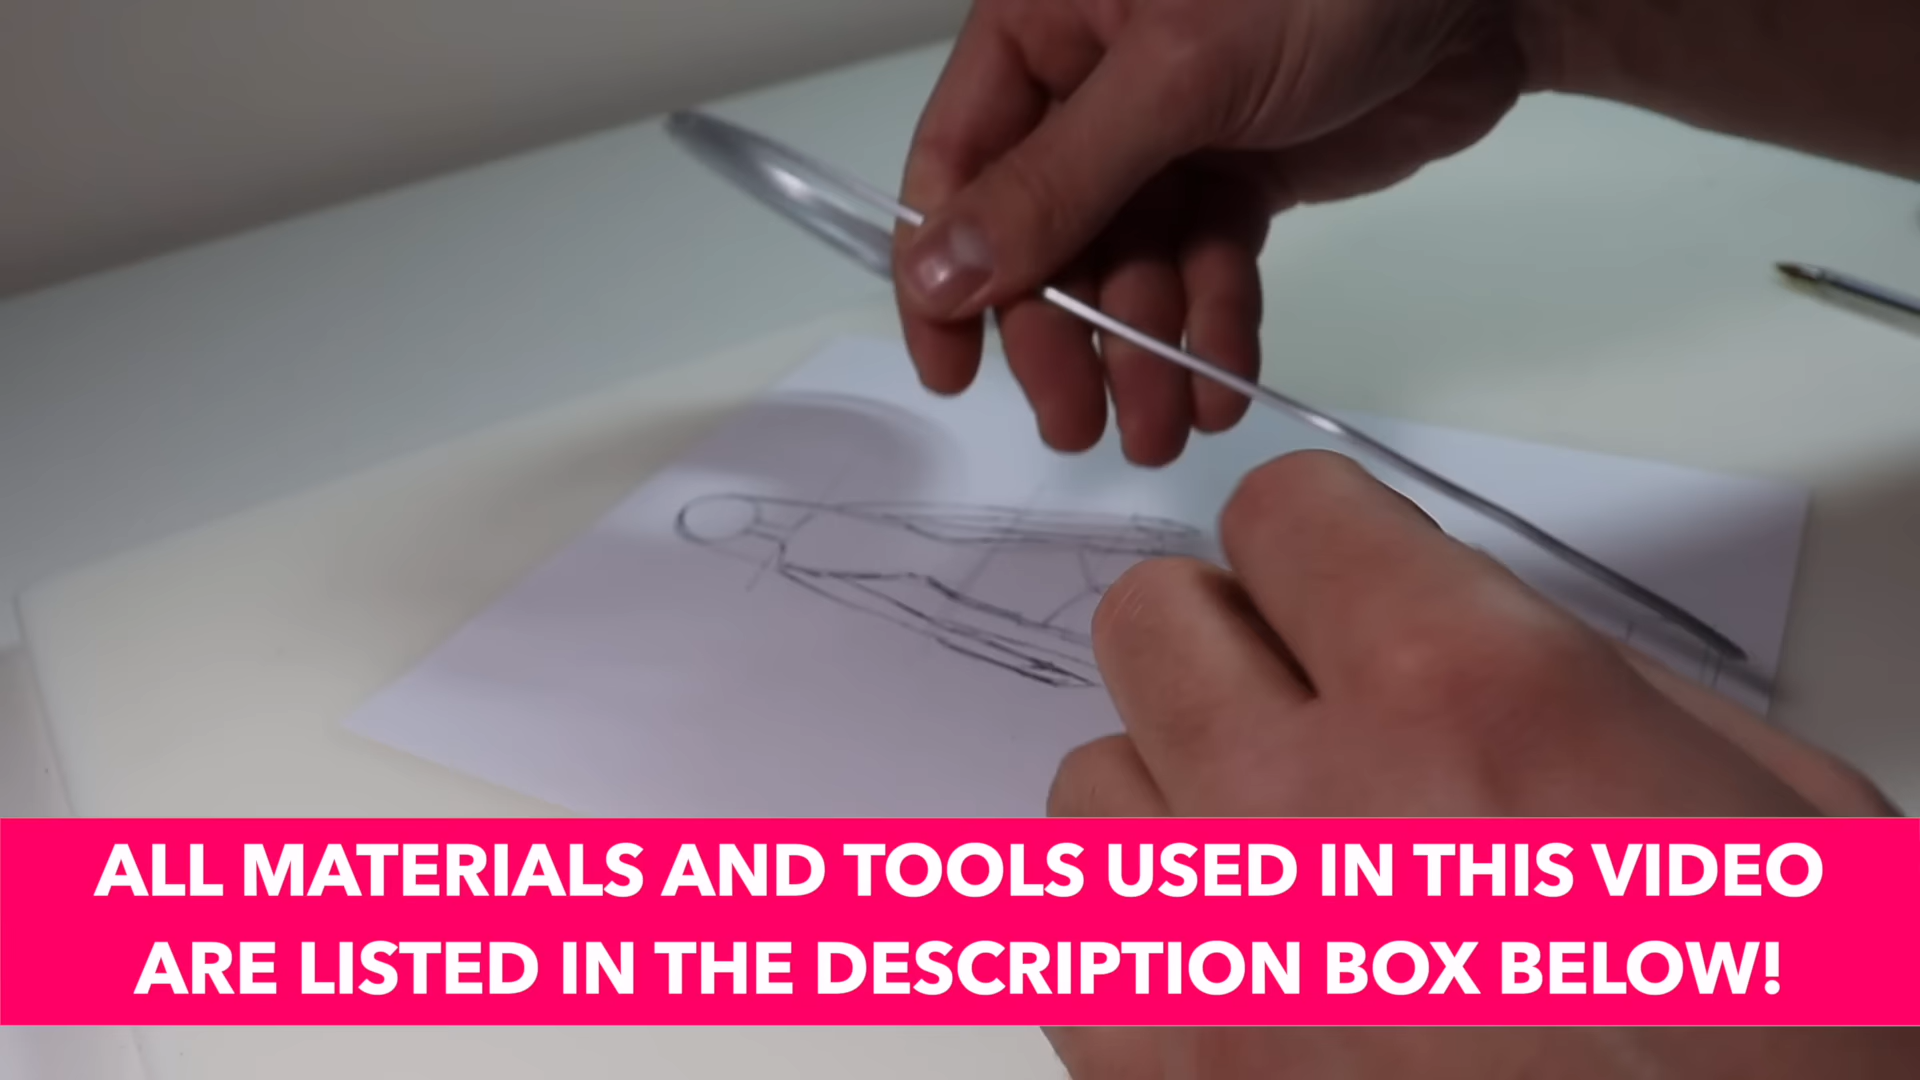 ALL MATERIALS AND TOOLS USED IN THIS VIDEO
ARE LISTED IN THE DESCRIPTION BOX BELOW!